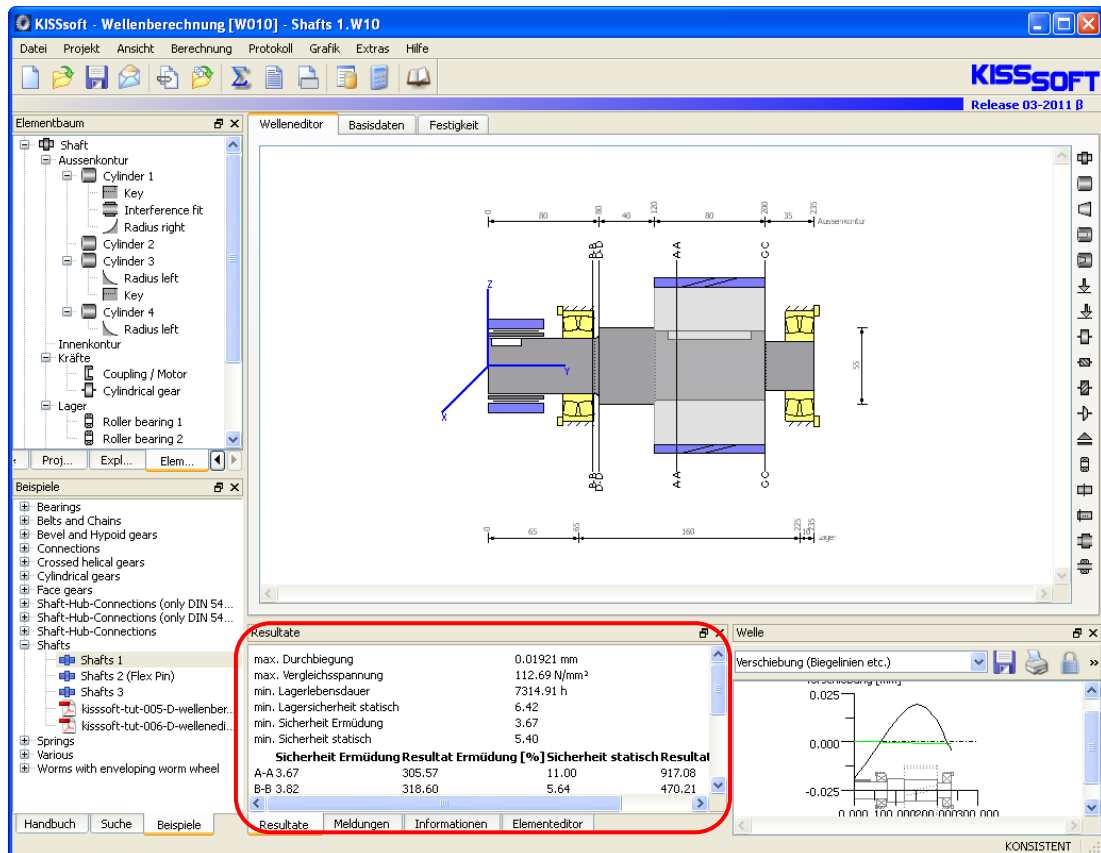 KISSsoft - Wellenberechnung [W010] - Shafts 1.W10
Datei Projekt Ansicht Berechnung Protokoll Grafik Extras Hilfe
KISSSOFT
Release 03-2011 β
Elementbaum
Shaft
Aussenkontur
Cylinder 1
Key
Interference fit
Radius right
Cylinder 2
Cylinder 3
Radius left
Key
Cylinder 4
Radius left
Innenkontur
Kräfte
Coupling / Motor
Cylindrical gear
Lager
Roller bearing 1
Roller bearing 2
Proj... Expl... Elem...
Beispiele
Bearings
Belts and Chains
Bevel and Hypoid gears
Connections
Crossed helical gears
Cylindrical gears
Face gears
Shaft-Hub-Connections (only DIN 54...
Shaft-Hub-Connections (only DIN 54...
Shaft-Hub-Connections
Shafts
Shafts 1
Shafts 2 (Flex Pin)
Shafts 3
kisssoft-tut-005-D-wellenber...
kisssoft-tut-006-D-wellenedi...
Springs
Various
Worms with enveloping worm wheel
Handbuch Suche Beispiele
Welleneditor Basisdaten Festigkeit
0 80 80 40 120 80 200 35 235 Aussenkontur
B-B D-D A-A C-C
Z
Y
X
55
B-B D-D A-A C-C
0 65 65 160 225 235 Lager
Resultate
max. Durchbiegung 0.01921 mm
max. Vergleichsspannung 112.69 N/mm²
min. Lagerlebensdauer 7314.91 h
min. Lagersicherheit statisch 6.42
min. Sicherheit Ermüdung 3.67
min. Sicherheit statisch 5.40
Sicherheit Ermüdung Resultat Ermüdung [%] Sicherheit statisch Resultat
A-A 3.67 305.57 11.00 917.08
B-B 3.82 318.60 5.64 470.21
Resultate Meldungen Informationen Elementeditor
Welle
Verschiebung (Biegelinien etc.) »
0.025
0.000
-0.025
KONSISTENT